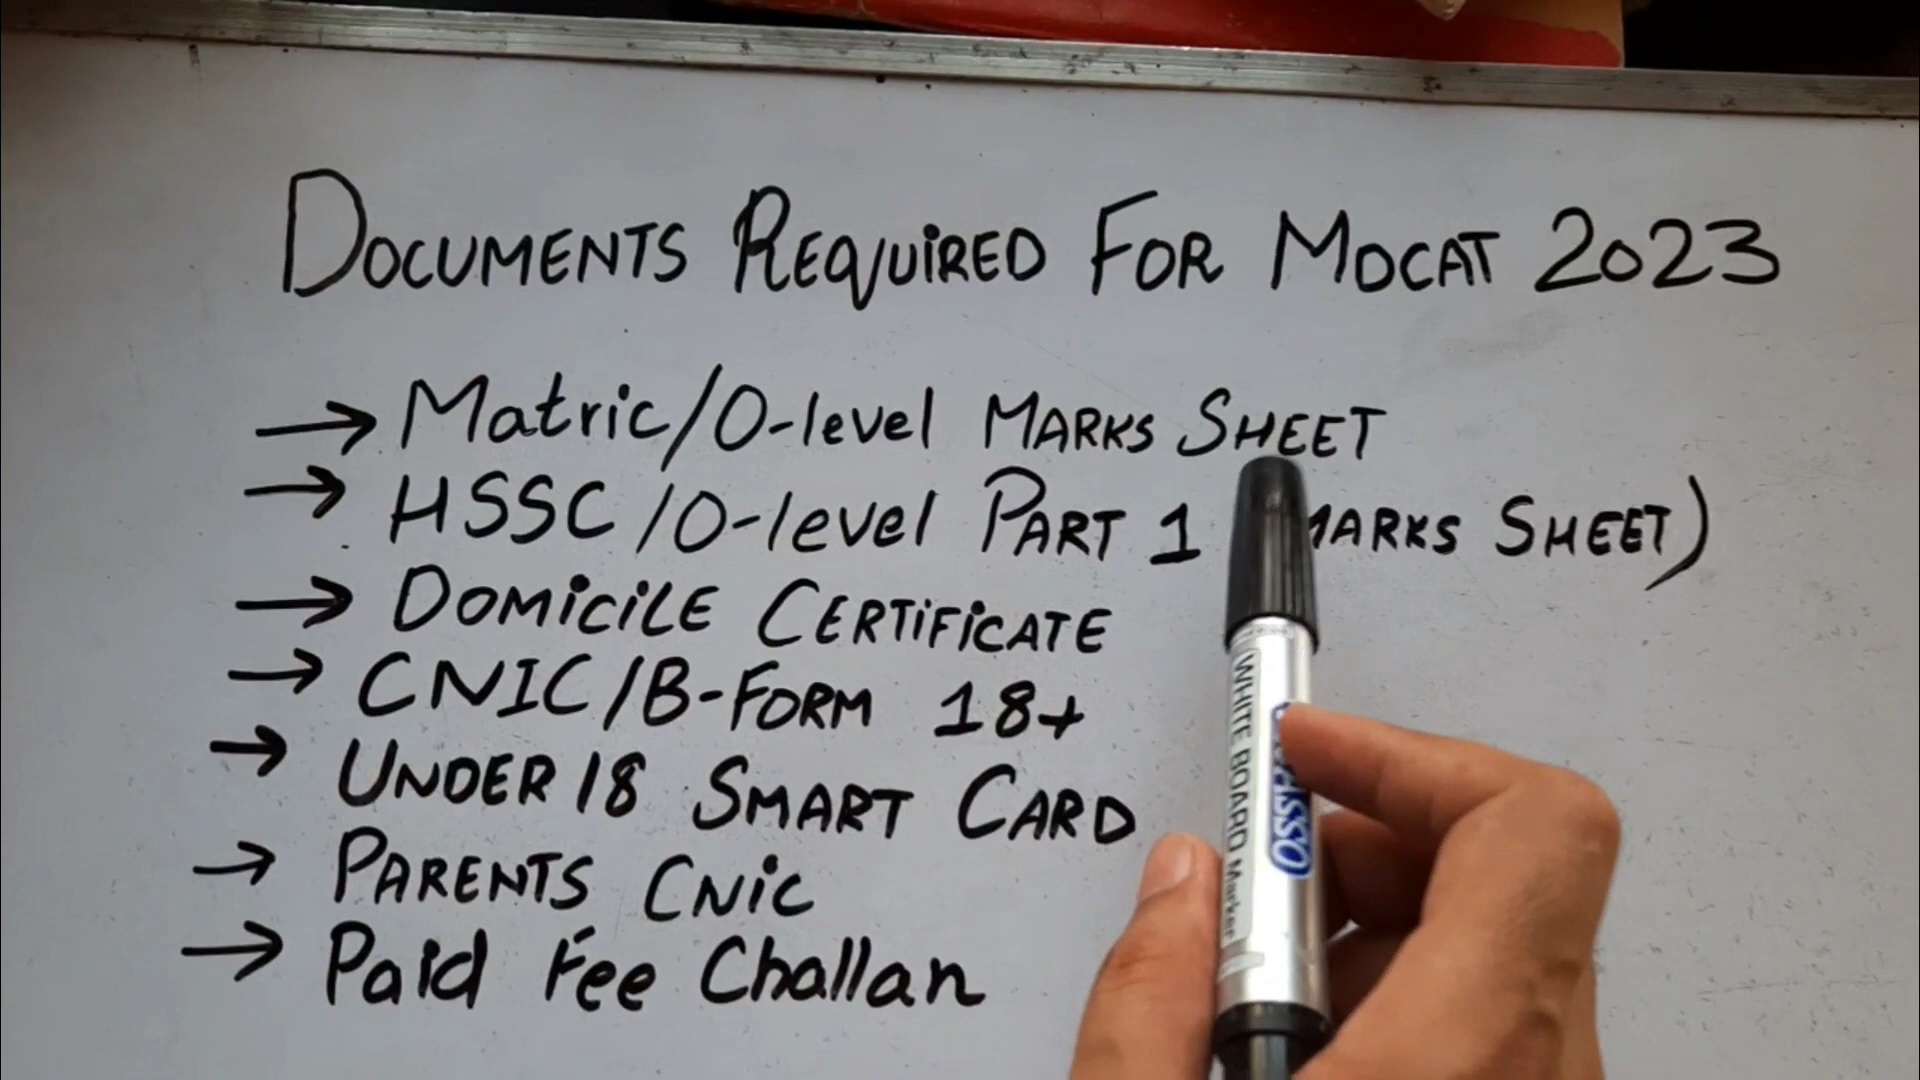 DOCUMENTS REQUIRED FOR MDCAT 2023
→ Matric/O-level MARKS SHEET
→ HSSC/O-level PART 1 MARKS SHEET)
→ DOMICILE CERTIFICATE
→ CNIC/B-FORM 18+
→ UNDER 18 SMART CARD
→ PARENTS CNIC
→ Paid Fee Challan
WHITE BOARD Marker